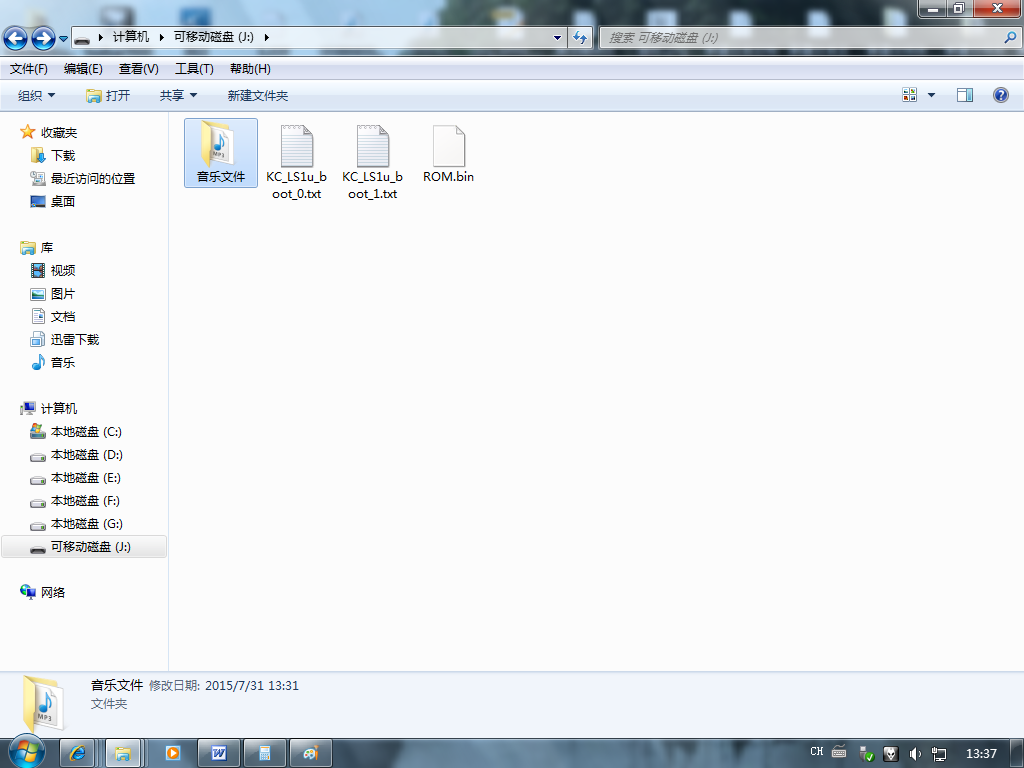 计算机 可移动磁盘 (J:) 搜索 可移动磁盘 (J:)
文件(F) 编辑(E) 查看(V) 工具(T) 帮助(H)
组织 打开 共享 新建文件夹
收藏夹
下载
最近访问的位置
桌面
库
视频
图片
文档
迅雷下载
音乐
计算机
本地磁盘 (C:)
本地磁盘 (D:)
本地磁盘 (E:)
本地磁盘 (F:)
本地磁盘 (G:)
可移动磁盘 (J:)
网络
MP3
音乐文件
KC_LS1u_b
oot_0.txt
KC_LS1u_b
oot_1.txt
ROM.bin
MP3
音乐文件 修改日期: 2015/7/31 13:31
文件夹
CH 13:37